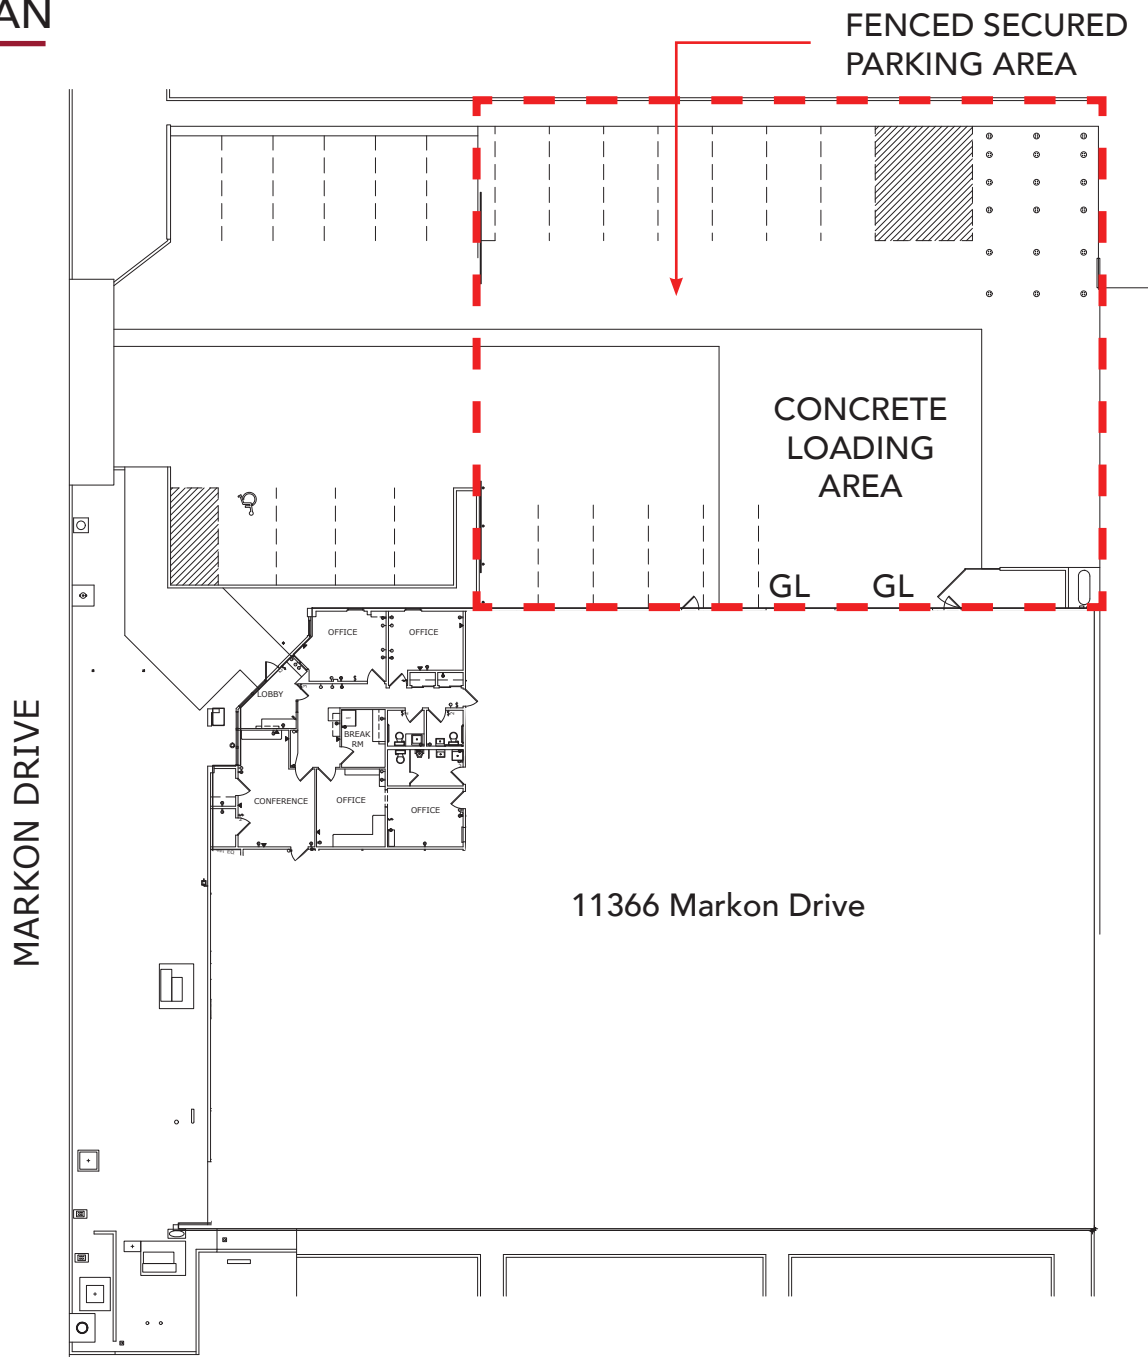 AN
FENCED SECURED
PARKING AREA
CONCRETE
LOADING
AREA
GL
GL
OFFICE
OFFICE
LOBBY
BREAK
RM
CONFERENCE
OFFICE
OFFICE
11366 Markon Drive
MARKON DRIVE